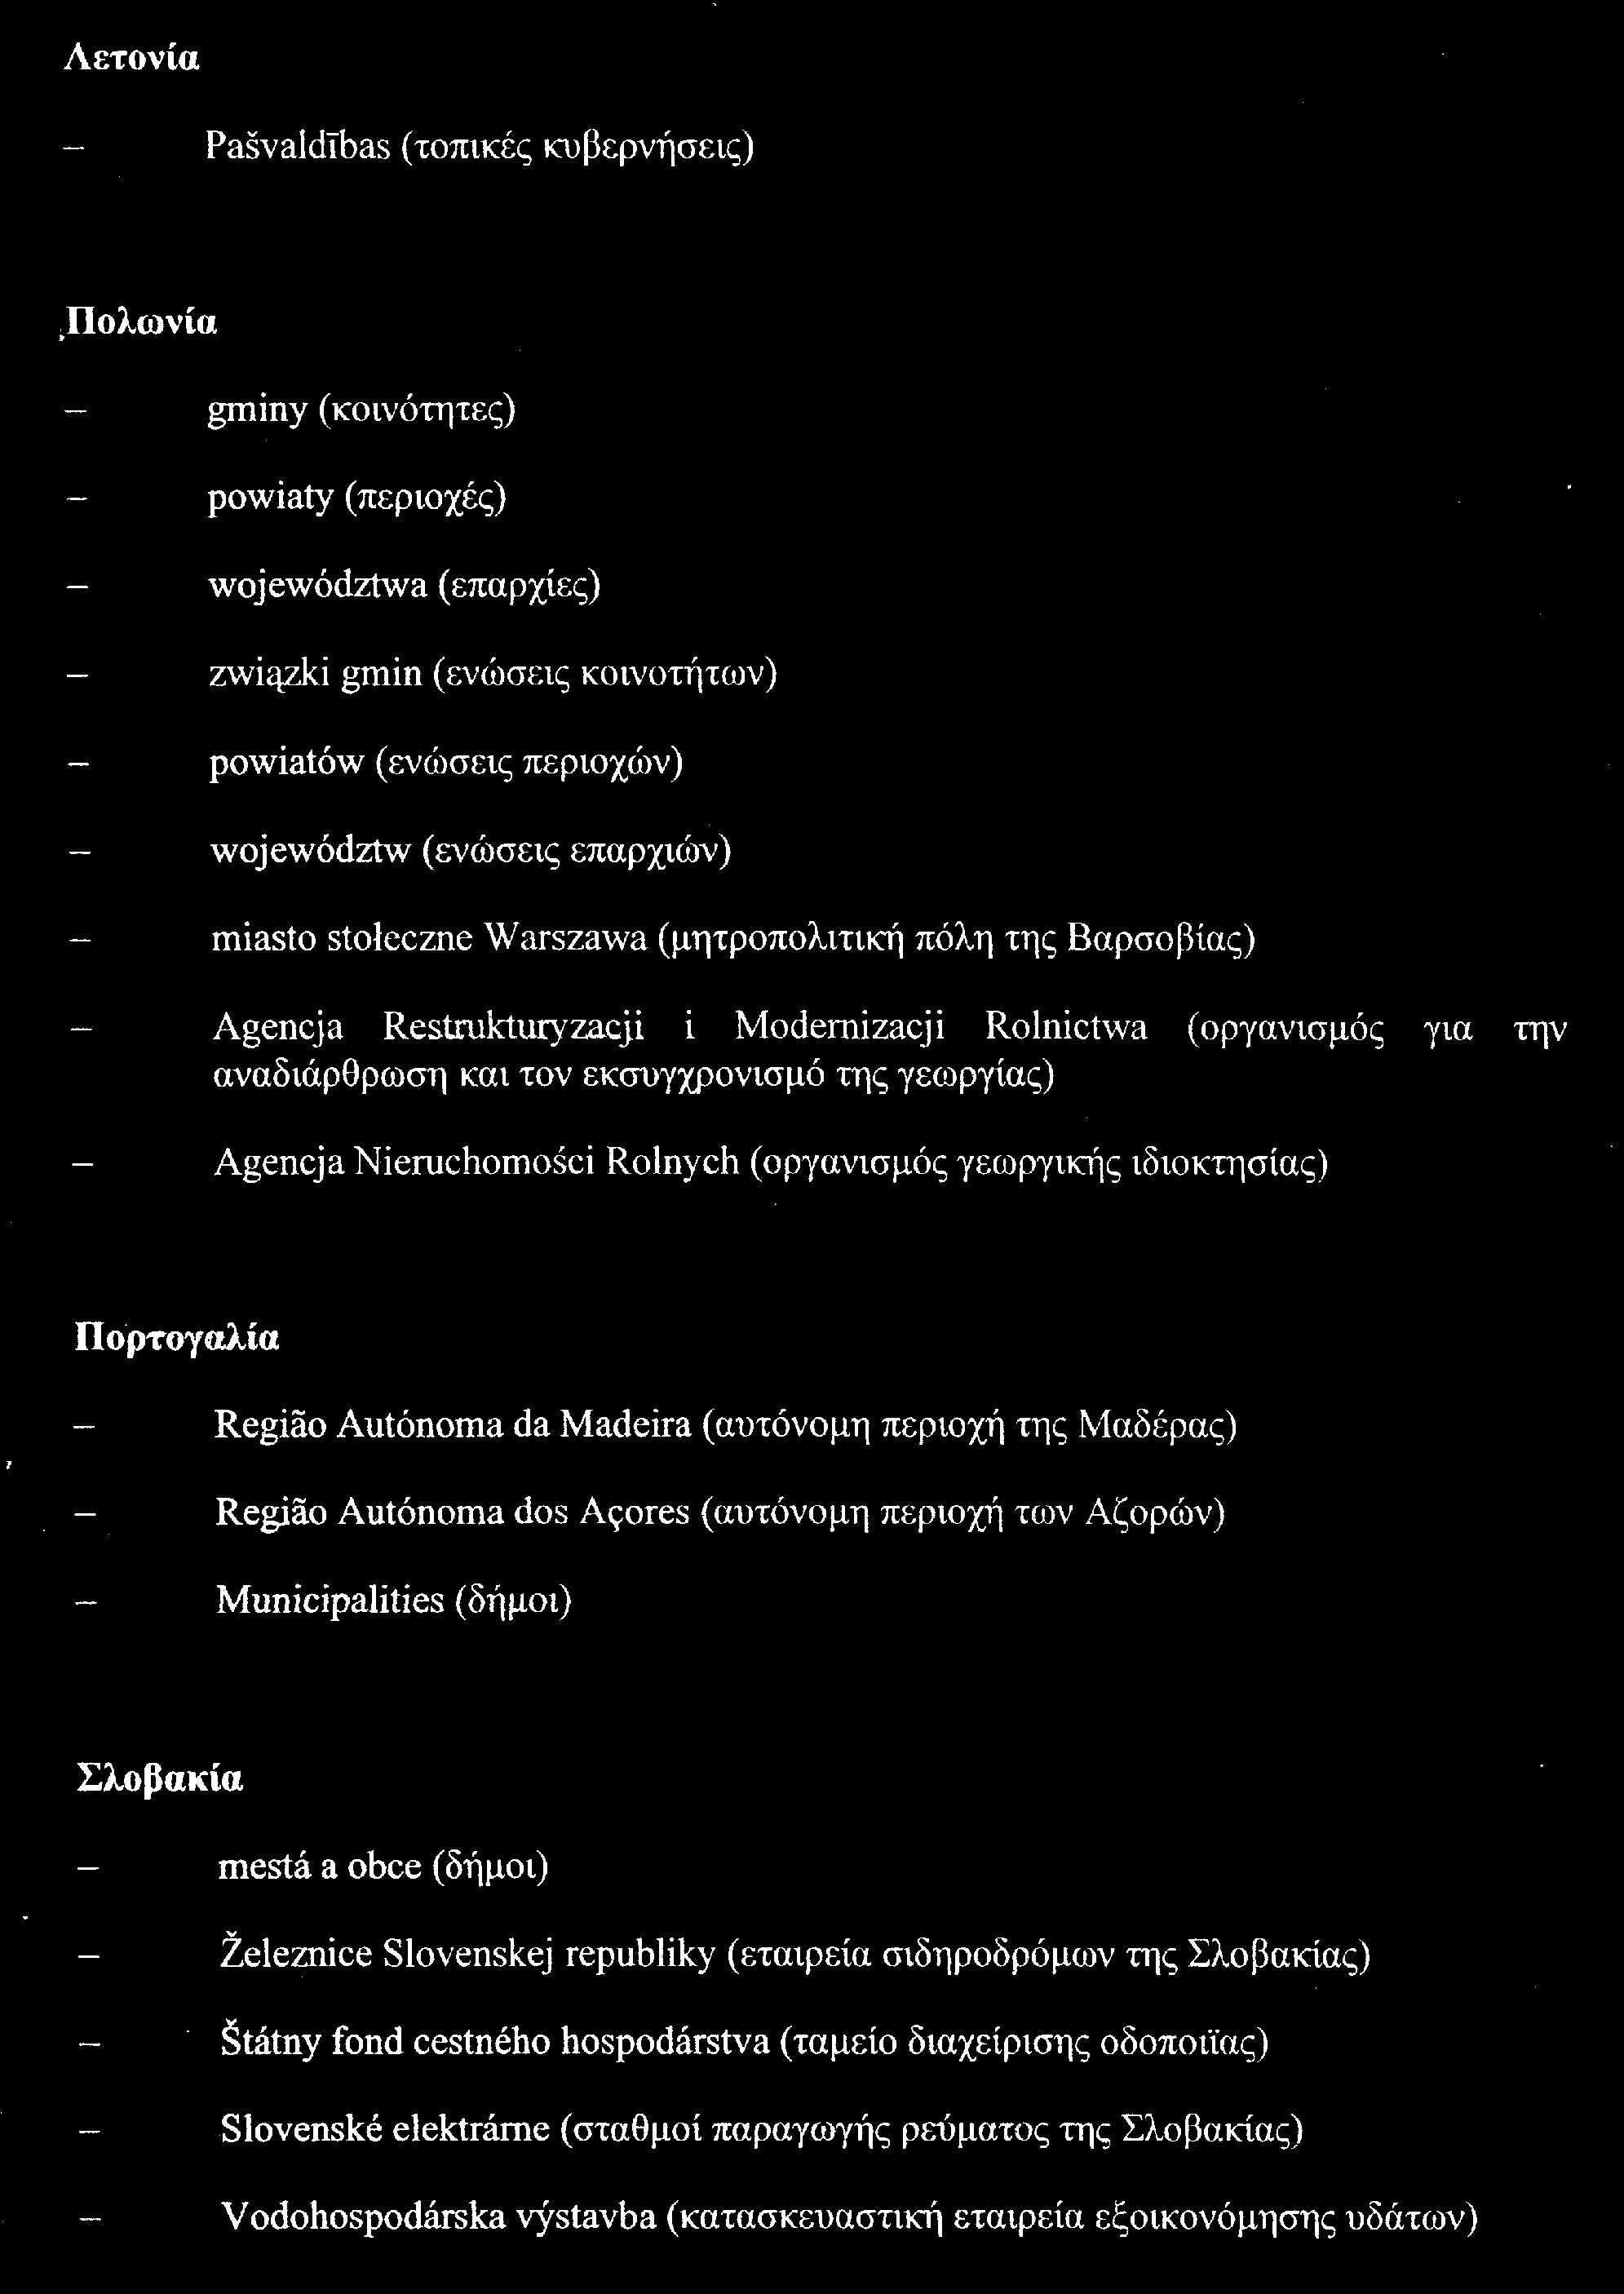 Λετονία
– Pašvaldības (τοπικές κυβερνήσεις)
Πολωνία
– gminy (κοινότητες)
– powiaty (περιοχές)
– województwa (επαρχίες)
– związki gmin (ενώσεις κοινοτήτων)
– powiatów (ενώσεις περιοχών)
– województw (ενώσεις επαρχιών)
– miasto stołeczne Warszawa (μητροπολιτική πόλη της Βαρσοβίας)
– Agencja Restrukturyzacji i Modernizacji Rolnictwa (οργανισμός για την
αναδιάρθρωση και τον εκσυγχρονισμό της γεωργίας)
– Agencja Nieruchomości Rolnych (οργανισμός γεωργικής ιδιοκτησίας)
Πορτογαλία
– Região Autónoma da Madeira (αυτόνομη περιοχή της Μαδέρας)
– Região Autónoma dos Açores (αυτόνομη περιοχή των Αζορών)
– Municipalities (δήμοι)
Σλοβακία
– mestá a obce (δήμοι)
– Železnice Slovenskej republiky (εταιρεία σιδηροδρόμων της Σλοβακίας)
– Štátny fond cestného hospodárstva (ταμείο διαχείρισης οδοποιΐας)
– Slovenské elektrárne (σταθμοί παραγωγής ρεύματος της Σλοβακίας)
– Vodohospodárska výstavba (κατασκευαστική εταιρεία εξοικονόμησης υδάτων)